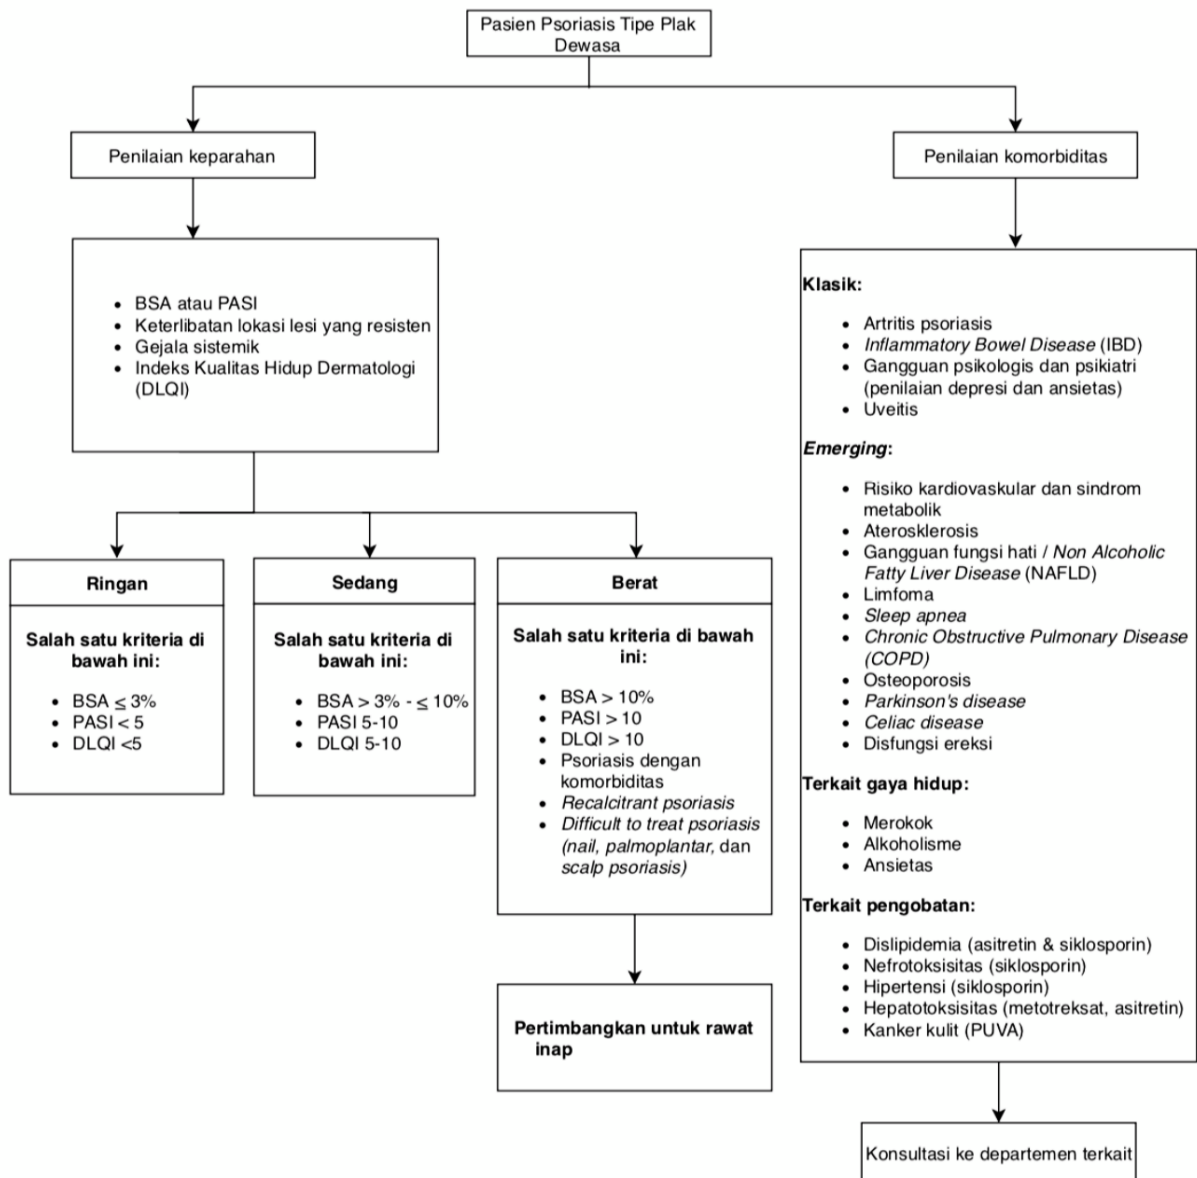 Pasien Psoriasis Tipe Plak
Dewasa
Penilaian keparahan
Penilaian komorbiditas
• BSA atau PASI
• Keterlibatan lokasi lesi yang resisten
• Gejala sistemik
• Indeks Kualitas Hidup Dermatologi
(DLQI)
Ringan
Salah satu kriteria di
bawah ini:
• BSA ≤ 3%
• PASI < 5
• DLQI <5
Sedang
Salah satu kriteria di
bawah ini:
• BSA > 3% - ≤ 10%
• PASI 5-10
• DLQI 5-10
Berat
Salah satu kriteria di bawah
ini:
• BSA > 10%
• PASI > 10
• DLQI > 10
• Psoriasis dengan
komorbiditas
• Recalcitrant psoriasis
• Difficult to treat psoriasis
(nail, palmoplantar, dan
scalp psoriasis)
Pertimbangkan untuk rawat
inap
Klasik:
• Artritis psoriasis
• Inflammatory Bowel Disease (IBD)
• Gangguan psikologis dan psikiatri
(penilaian depresi dan ansietas)
• Uveitis
Emerging:
• Risiko kardiovaskular dan sindrom
metabolik
• Aterosklerosis
• Gangguan fungsi hati / Non Alcoholic
Fatty Liver Disease (NAFLD)
• Limfoma
• Sleep apnea
• Chronic Obstructive Pulmonary Disease
(COPD)
• Osteoporosis
• Parkinson's disease
• Celiac disease
• Disfungsi ereksi
Terkait gaya hidup:
• Merokok
• Alkoholisme
• Ansietas
Terkait pengobatan:
• Dislipidemia (asitretin & siklosporin)
• Nefrotoksisitas (siklosporin)
• Hipertensi (siklosporin)
• Hepatotoksisitas (metotreksat, asitretin)
• Kanker kulit (PUVA)
Konsultasi ke departemen terkait